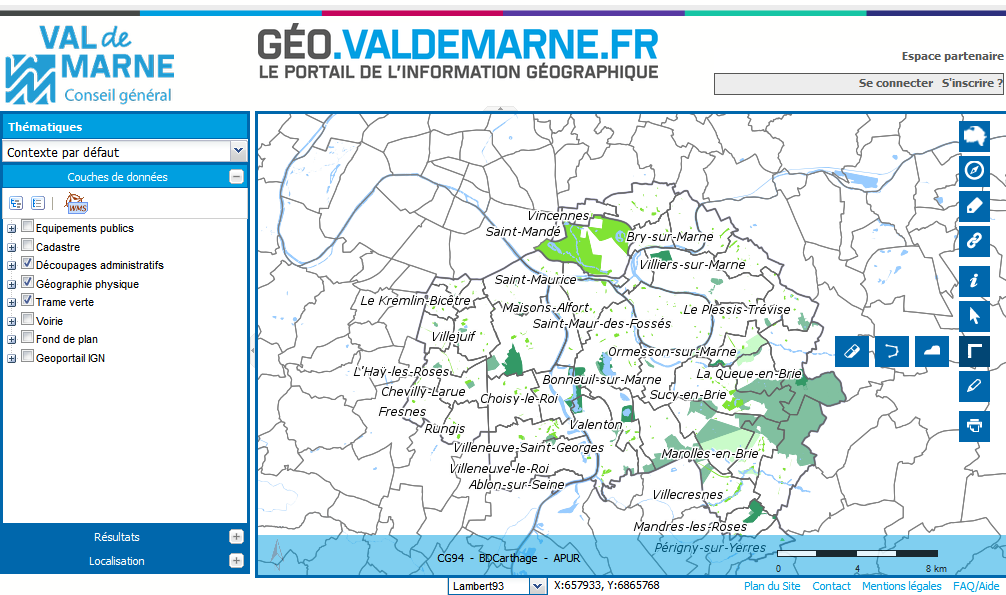 VAL de
MARNE
Conseil général
GÉO.VALDEMARNE.FR
LE PORTAIL DE L'INFORMATION GÉOGRAPHIQUE
Espace partenaire
Se connecter S'inscrire ?
Thématiques
Contexte par défaut
Couches de données
WMS
Equipements publics
Cadastre
Découpages administratifs
Géographie physique
Trame verte
Voirie
Fond de plan
Geoportail IGN
Résultats
Localisation
Vincennes
Saint-Mandé
Bry-sur-Marne
Villiers-sur-Marne
Saint-Maurice
Le Kremlin-Bicêtre
Maisons-Alfort
Le Plessis-Trévise
Saint-Maur-des-Fossés
Villejuif
Ormesson-sur-Marne
L'Haÿ-les-Roses
La Queue-en-Brie
Bonneuil-sur-Marne
Chevilly-Larue
Choisy-le-Roi
Sucy-en-Brie
Fresnes
Rungis
Valenton
Villeneuve-Saint-Georges
Marolles-en-Brie
Villeneuve-le-Roi
Ablon-sur-Seine
Villecresnes
Mandres-les-Roses
Périgny-sur-Yerres
CG94 - BDCarthage - APUR
0 4 8 km
Lambert93
X:657933, Y:6865768
Plan du Site Contact Mentions légales FAQ/Aide